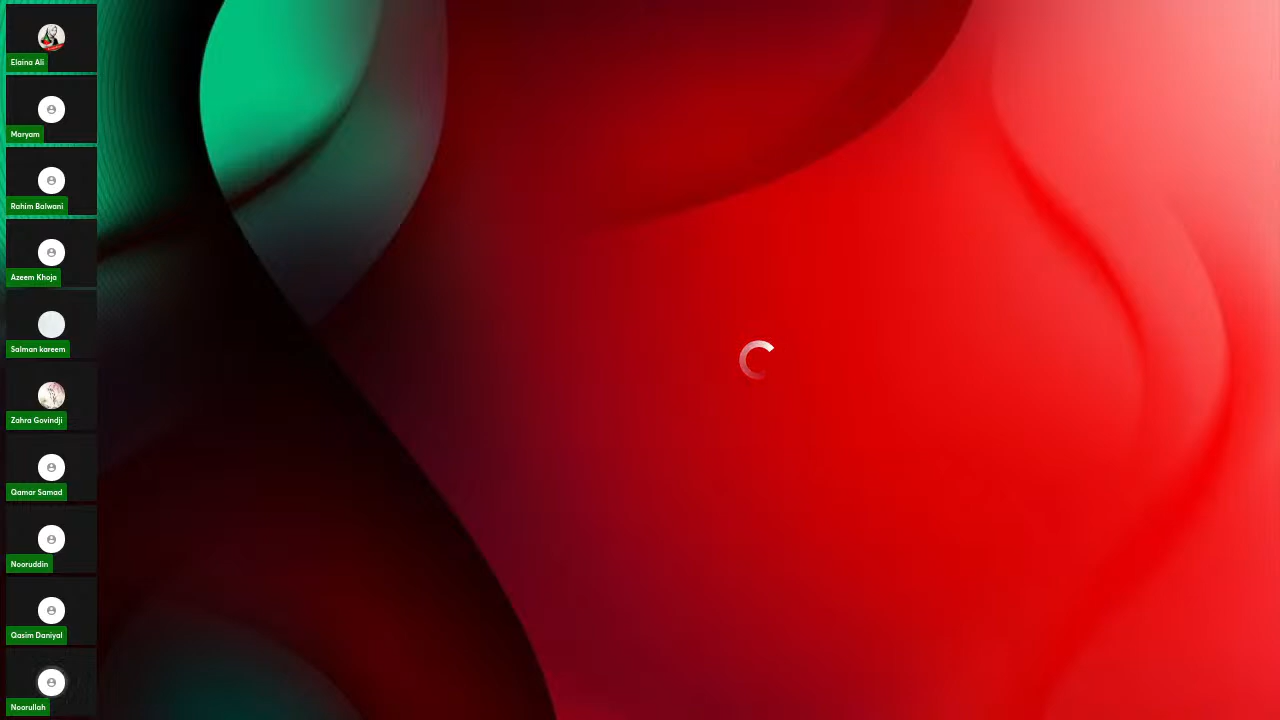 Elaina Ali
Maryam
Rahim Balwani
Azeem Khoja
Salman kareem
Zahra Govindji
Qamar Samad
Nooruddin
Qasim Daniyal
Noorullah